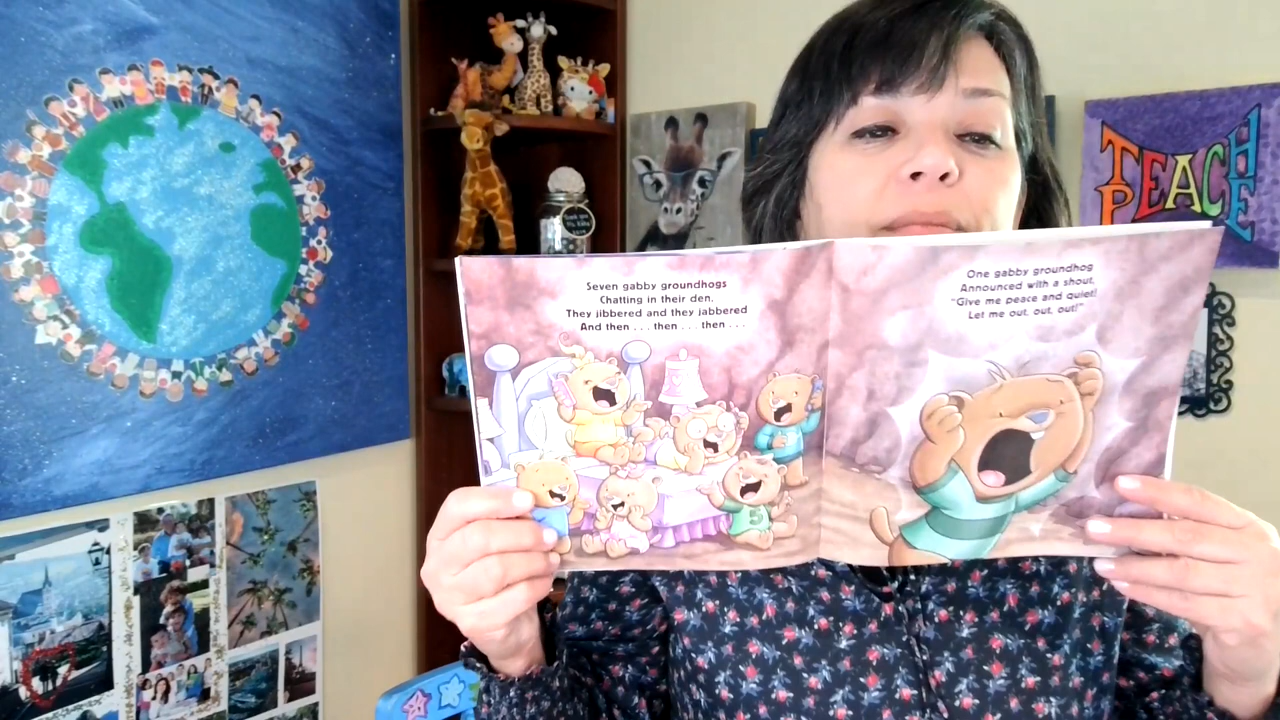 Seven gabby groundhogs
Chatting in their den.
They jibbered and they jabbered
And then . . . then . . . then . . .
One gabby groundhog
Announced with a shout,
"Give me peace and quiet!
Let me out, out, out!"
TEACH
PEACE